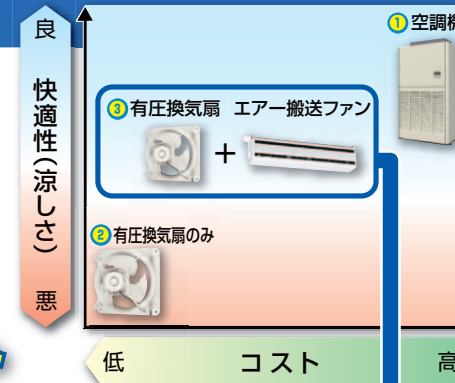 良
①空調機
快適性(涼しさ)
③有圧換気扇 エアー搬送ファン
+
②有圧換気扇のみ
悪
低 コスト 高